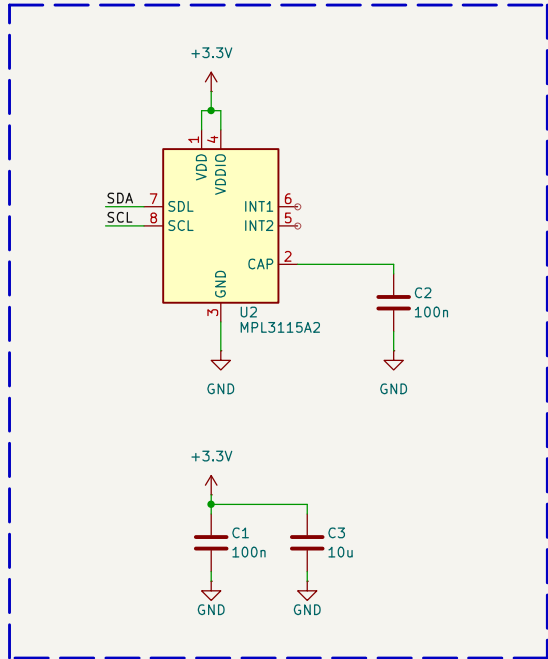 +3.3V
1
4
VDD
VDDIO
SDA
7
SDL
SCL
8
SCL
INT1
6
INT2
5
CAP
2
GND
3
U2
MPL3115A2
C2
100n
GND
GND
+3.3V
C1
100n
C3
10u
GND
GND